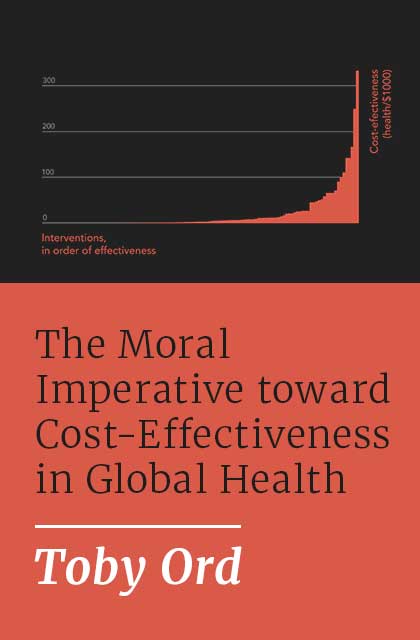 300
200
100
0
Cost-efectiveness
(health/$1000)
Interventions,
in order of effectiveness
The Moral
Imperative toward
Cost-Effectiveness
in Global Health
Toby Ord